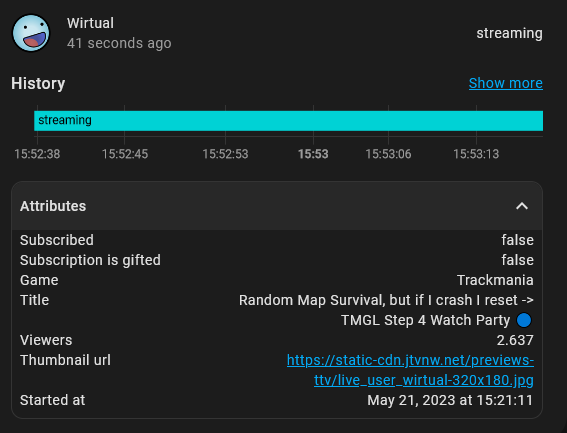 Wirtual
41 seconds ago
streaming
History
Show more
streaming
15:52:38 15:52:45 15:52:53 15:53 15:53:06 15:53:13
Attributes
Subscribed false
Subscription is gifted false
Game Trackmania
Title Random Map Survival, but if I crash I reset ->
TMGL Step 4 Watch Party 🔵
Viewers 2.637
Thumbnail url https://static-cdn.jtvnw.net/previews-
ttv/live_user_wirtual-320x180.jpg
Started at May 21, 2023 at 15:21:11